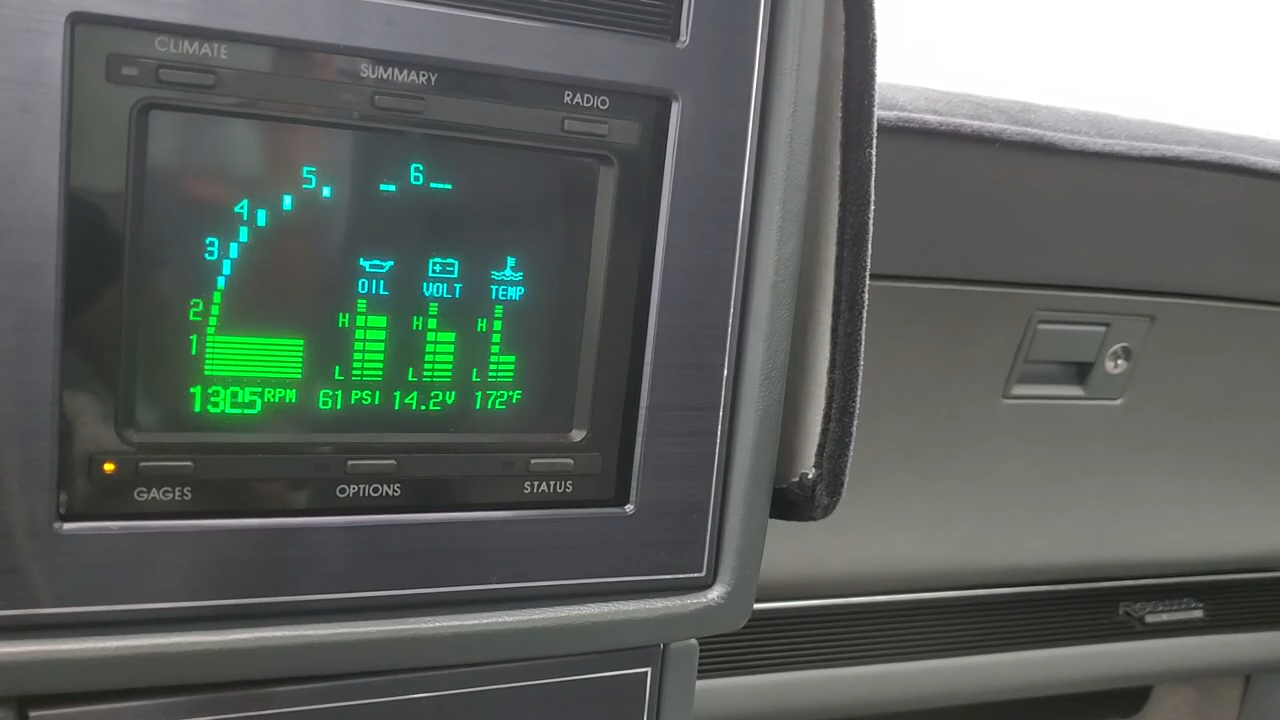 CLIMATE
SUMMARY
RADIO
5 6
4
3
OIL VOLT TEMP
2
H H H
1
L L L
RPM 61 PSI 14.2V 172°F
GAGES OPTIONS STATUS